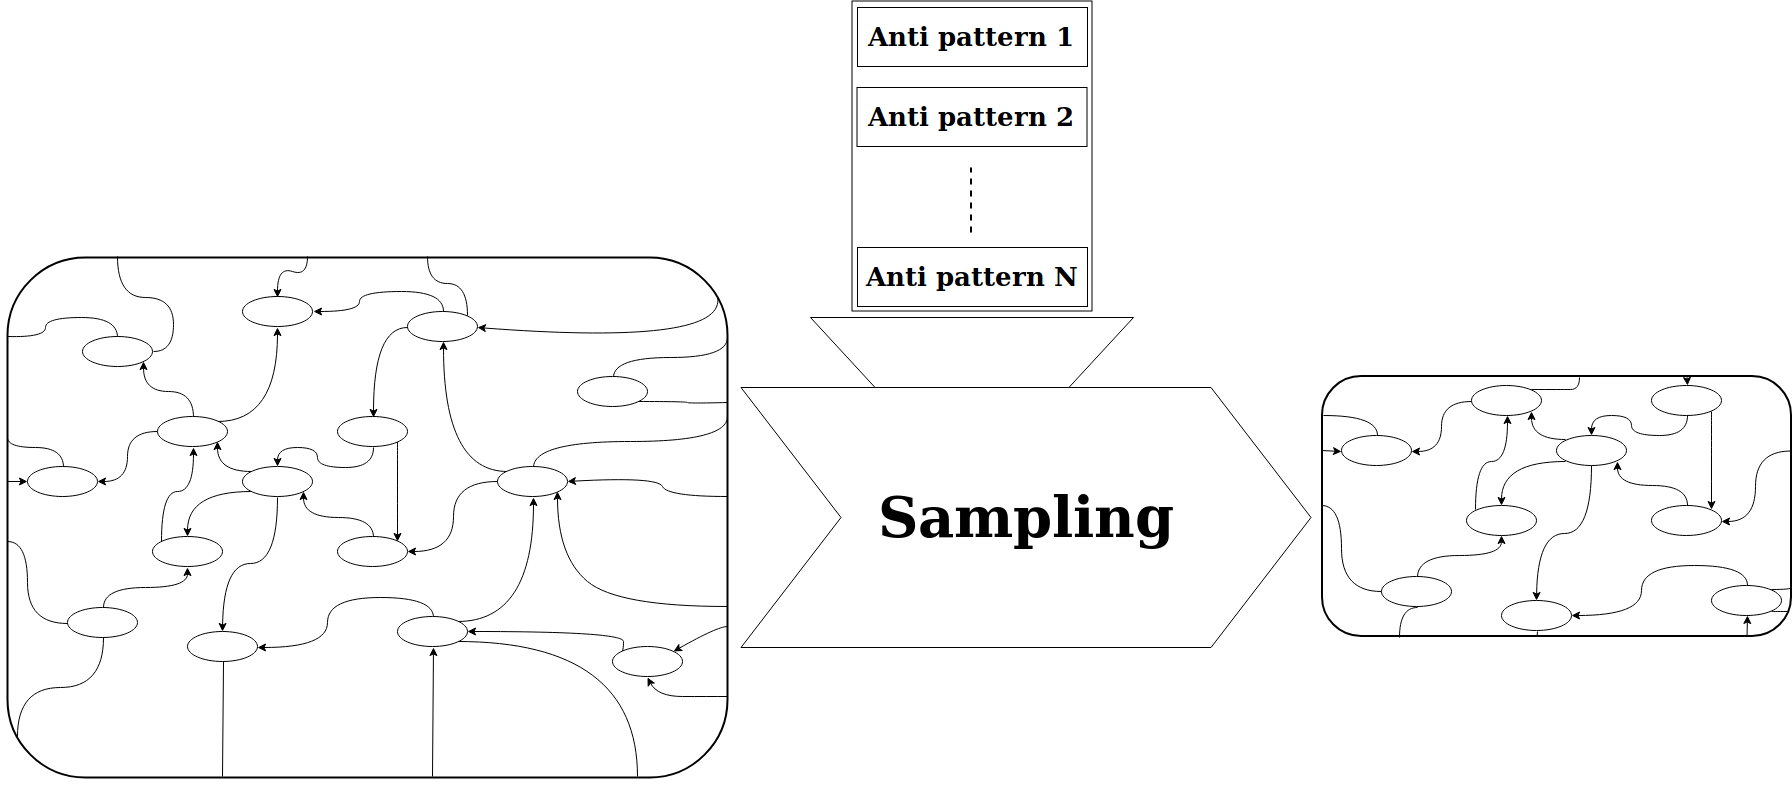 Anti pattern 1
Anti pattern 2
Anti pattern N
Sampling